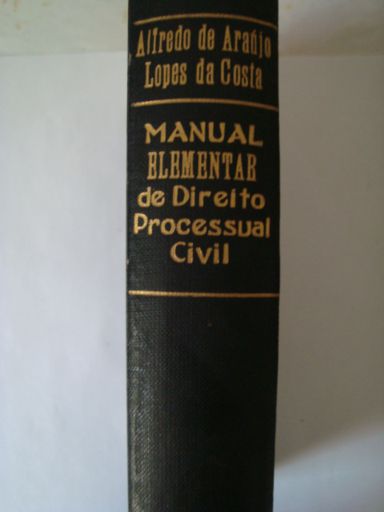 Alfredo de Araújo
Lopes da Costa
MANUAL
ELEMENTAR
de Direito
Processual
Civil